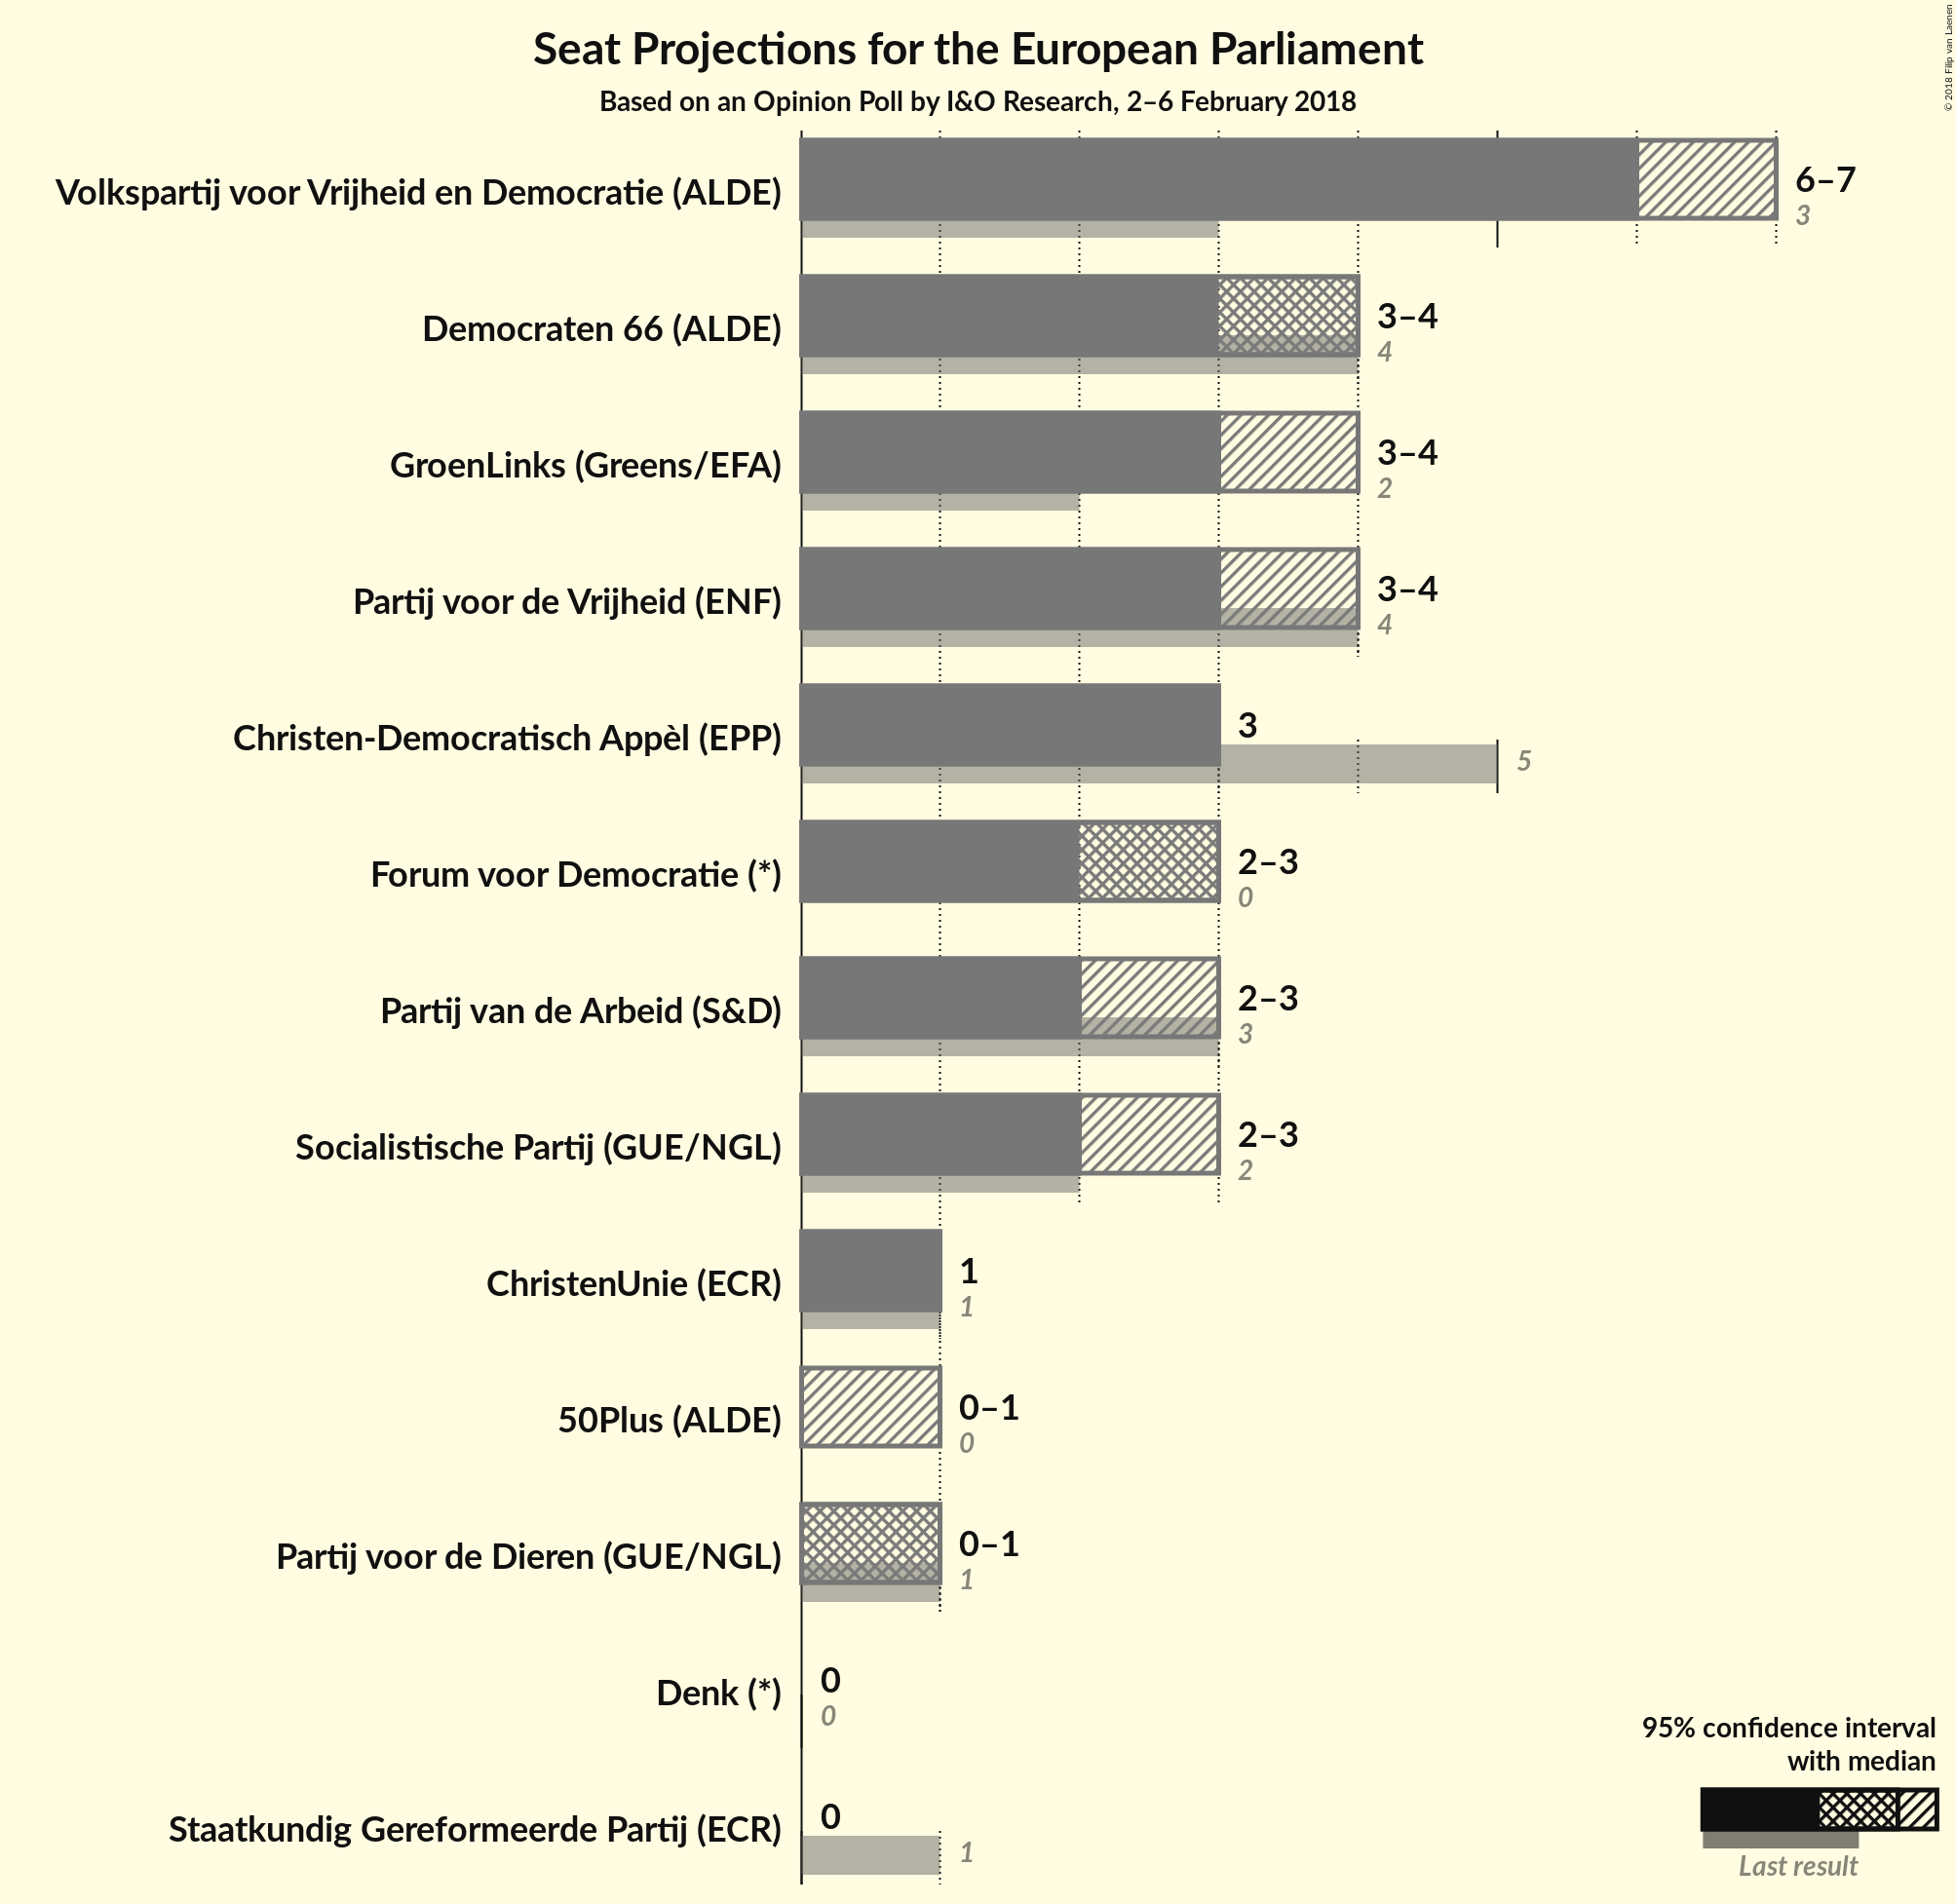 Seat Projections for the European Parliament
Based on an Opinion Poll by I&O Research, 2–6 February 2018
© 2018 Filip van Laenen
Volkspartij voor Vrijheid en Democratie (ALDE)
6–7
3
Democraten 66 (ALDE)
3–4
4
GroenLinks (Greens/EFA)
3–4
2
Partij voor de Vrijheid (ENF)
3–4
4
Christen-Democratisch Appèl (EPP)
3
5
Forum voor Democratie (*)
2–3
0
Partij van de Arbeid (S&D)
2–3
3
Socialistische Partij (GUE/NGL)
2–3
2
ChristenUnie (ECR)
1
1
50Plus (ALDE)
0–1
0
Partij voor de Dieren (GUE/NGL)
0–1
1
Denk (*)
0
0
Staatkundig Gereformeerde Partij (ECR)
0
1
95% confidence interval
with median
Last result